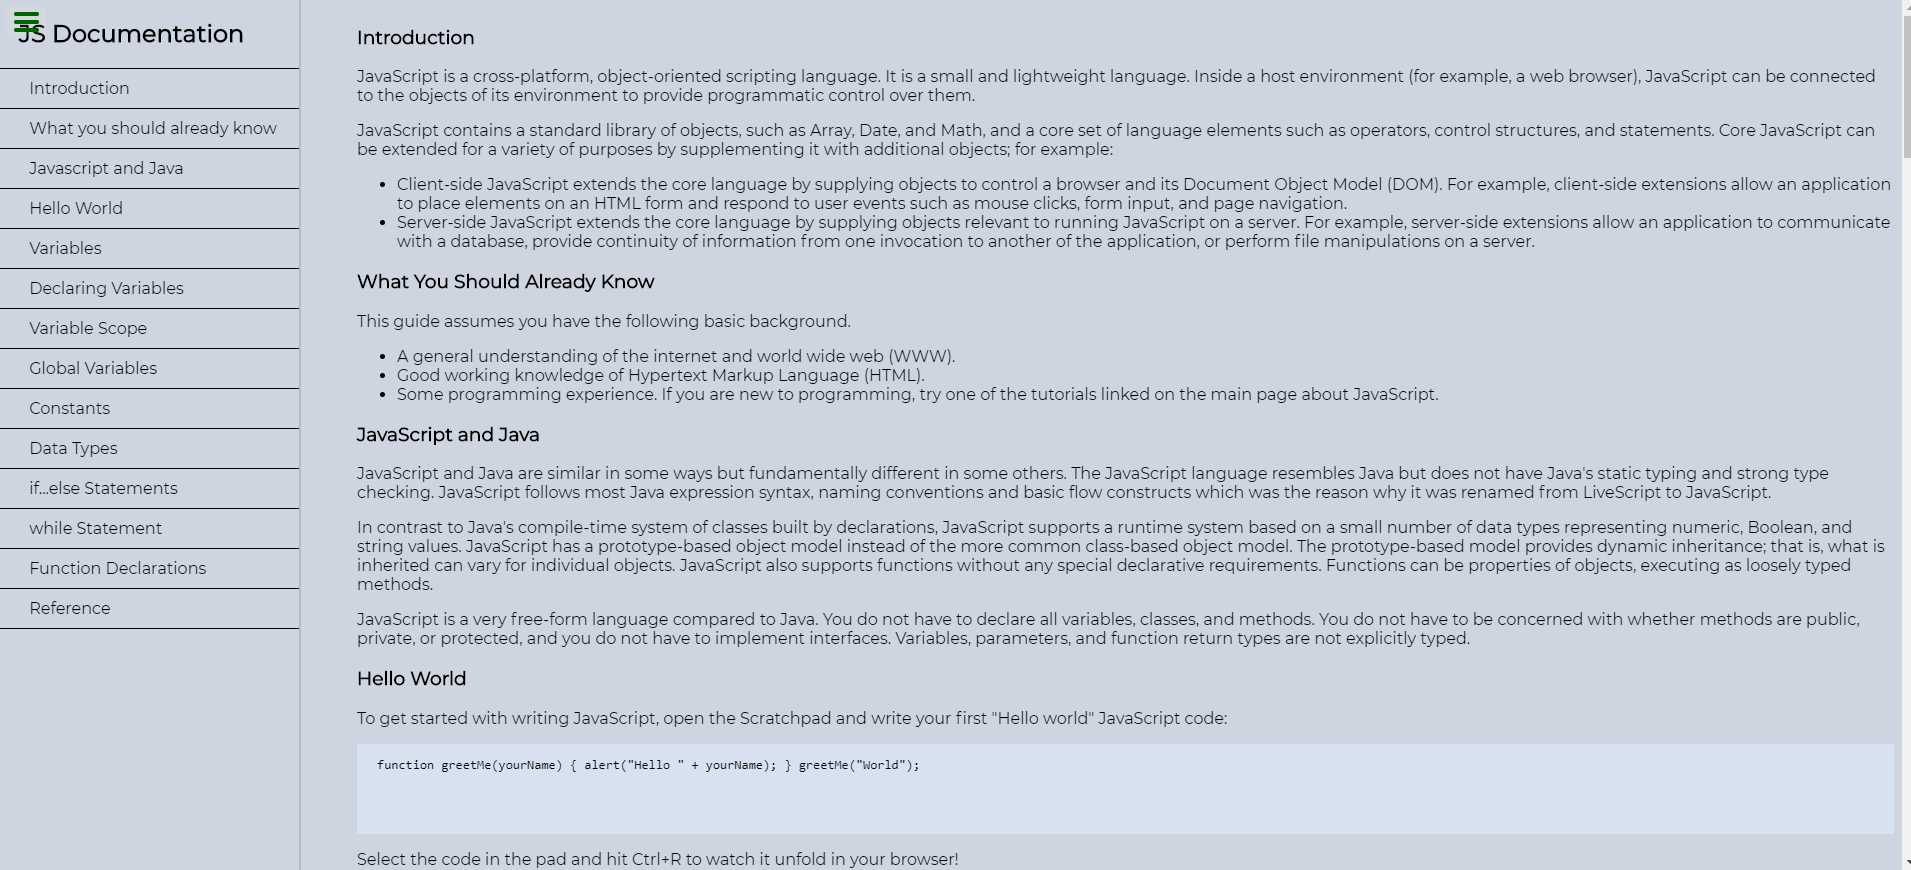 JS Documentation
Introduction
What you should already know
Javascript and Java
Hello World
Variables
Declaring Variables
Variable Scope
Global Variables
Constants
Data Types
if...else Statements
while Statement
Function Declarations
Reference
Introduction
JavaScript is a cross-platform, object-oriented scripting language. It is a small and lightweight language. Inside a host environment (for example, a web browser), JavaScript can be connected
to the objects of its environment to provide programmatic control over them.
JavaScript contains a standard library of objects, such as Array, Date, and Math, and a core set of language elements such as operators, control structures, and statements. Core JavaScript can
be extended for a variety of purposes by supplementing it with additional objects; for example:
• Client-side JavaScript extends the core language by supplying objects to control a browser and its Document Object Model (DOM). For example, client-side extensions allow an application
to place elements on an HTML form and respond to user events such as mouse clicks, form input, and page navigation.
• Server-side JavaScript extends the core language by supplying objects relevant to running JavaScript on a server. For example, server-side extensions allow an application to communicate
with a database, provide continuity of information from one invocation to another of the application, or perform file manipulations on a server.
What You Should Already Know
This guide assumes you have the following basic background.
• A general understanding of the internet and world wide web (WWW).
• Good working knowledge of Hypertext Markup Language (HTML).
• Some programming experience. If you are new to programming, try one of the tutorials linked on the main page about JavaScript.
JavaScript and Java
JavaScript and Java are similar in some ways but fundamentally different in some others. The JavaScript language resembles Java but does not have Java's static typing and strong type
checking. JavaScript follows most Java expression syntax, naming conventions and basic flow constructs which was the reason why it was renamed from LiveScript to JavaScript.
In contrast to Java's compile-time system of classes built by declarations, JavaScript supports a runtime system based on a small number of data types representing numeric, Boolean, and
string values. JavaScript has a prototype-based object model instead of the more common class-based object model. The prototype-based model provides dynamic inheritance; that is, what is
inherited can vary for individual objects. JavaScript also supports functions without any special declarative requirements. Functions can be properties of objects, executing as loosely typed
methods.
JavaScript is a very free-form language compared to Java. You do not have to declare all variables, classes, and methods. You do not have to be concerned with whether methods are public,
private, or protected, and you do not have to implement interfaces. Variables, parameters, and function return types are not explicitly typed.
Hello World
To get started with writing JavaScript, open the Scratchpad and write your first "Hello world" JavaScript code:
function greetMe(yourName) { alert("Hello " + yourName); } greetMe("World");
Select the code in the pad and hit Ctrl+R to watch it unfold in your browser!